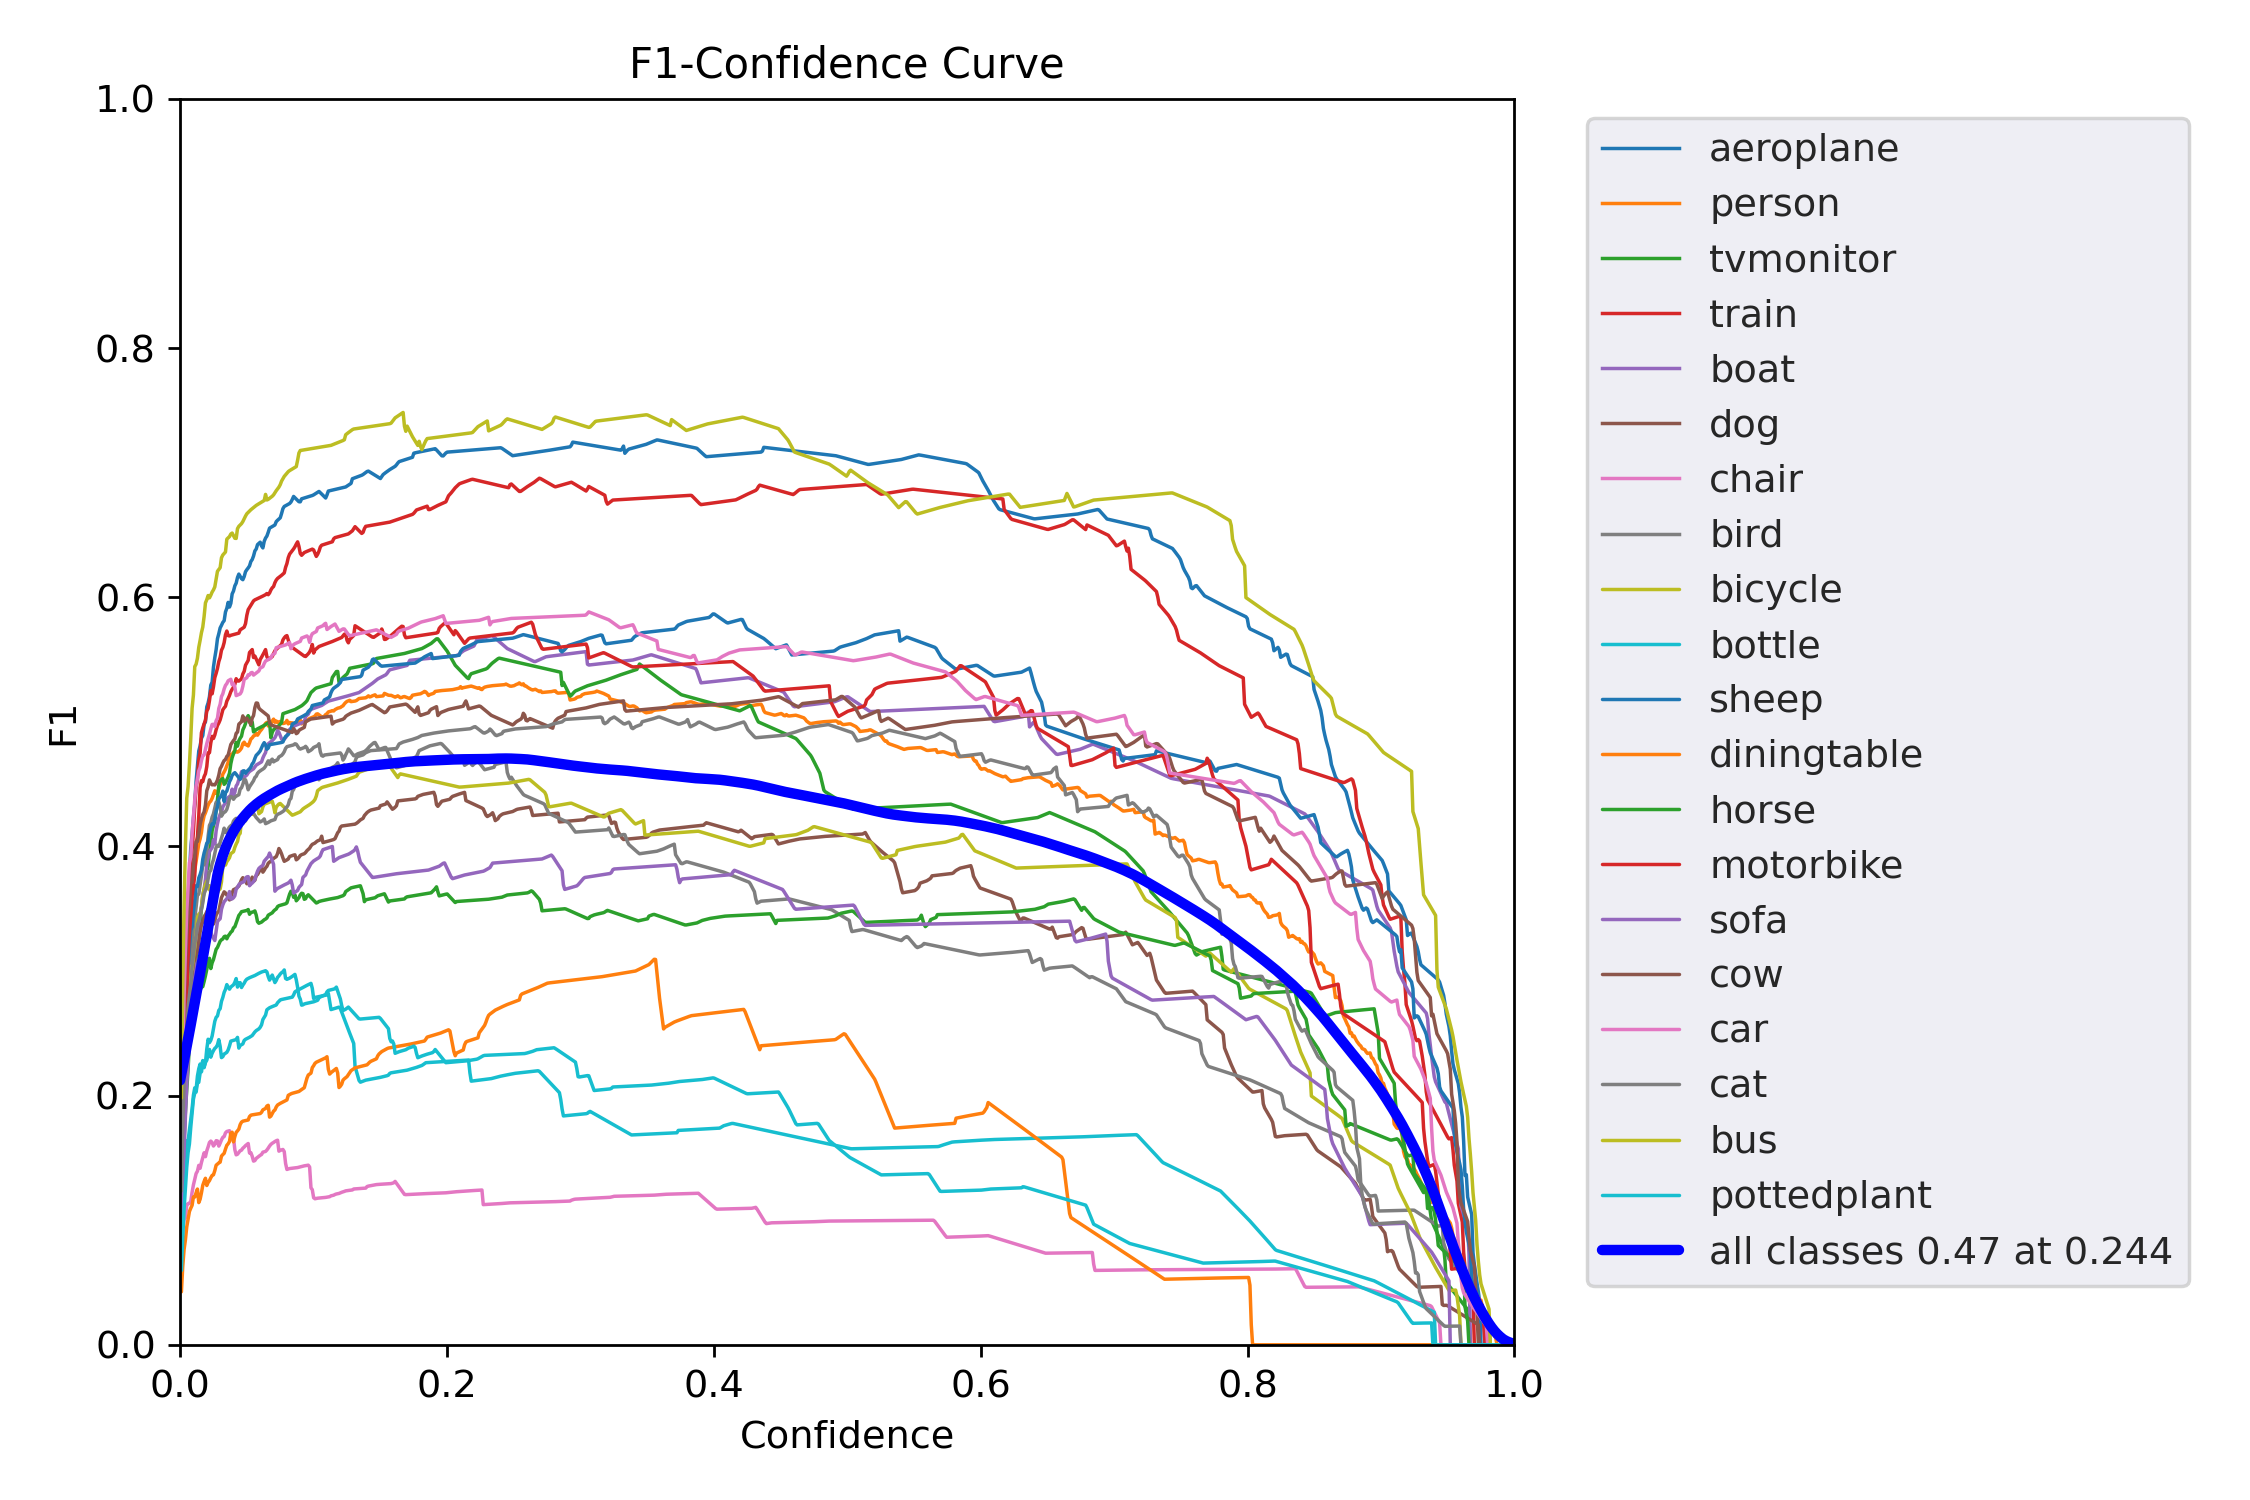 F1-Confidence Curve
1.0
0.8
0.6
0.4
0.2
0.0
F1
0.0 0.2 0.4 0.6 0.8 1.0
Confidence
aeroplane
person
tvmonitor
train
boat
dog
chair
bird
bicycle
bottle
sheep
diningtable
horse
motorbike
sofa
cow
car
cat
bus
pottedplant
all classes 0.47 at 0.244